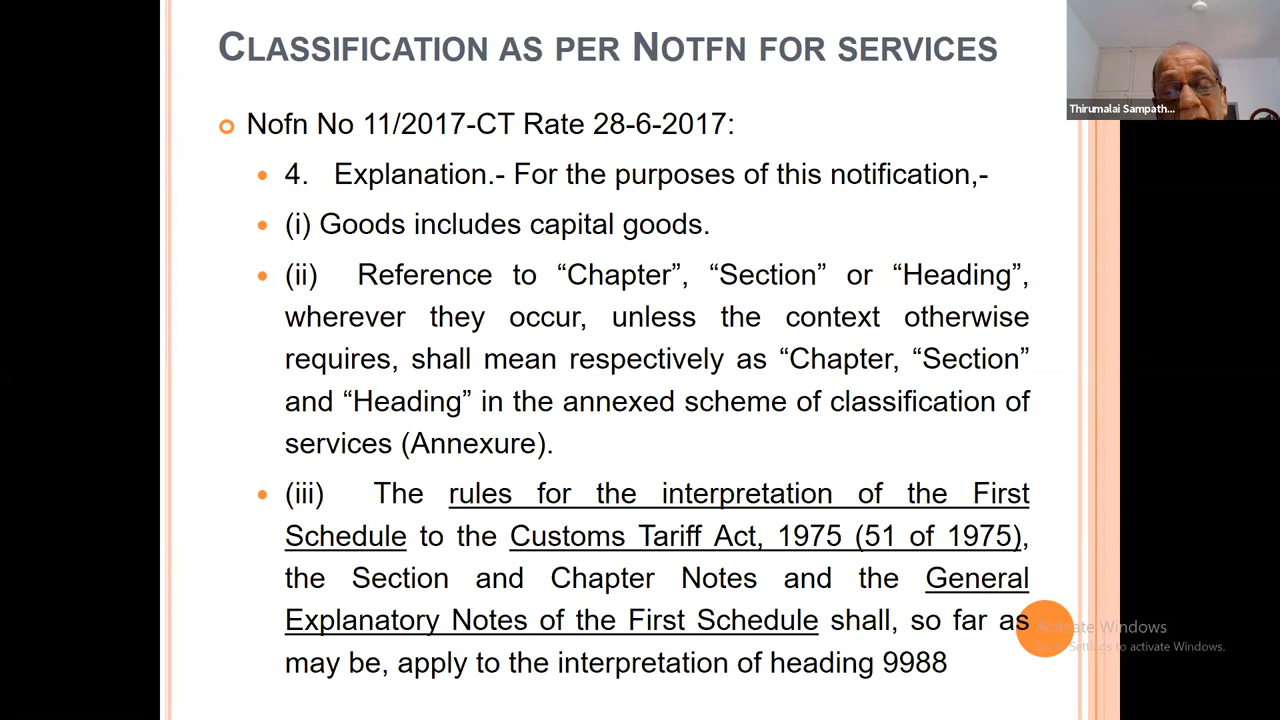 CLASSIFICATION AS PER NOTFN FOR SERVICES
Nofn No 11/2017-CT Rate 28-6-2017:
4. Explanation.- For the purposes of this notification,-
(i) Goods includes capital goods.
(ii) Reference to “Chapter”, “Section” or “Heading”,
wherever they occur, unless the context otherwise
requires, shall mean respectively as “Chapter, “Section”
and “Heading” in the annexed scheme of classification of
services (Annexure).
(iii) The rules for the interpretation of the First
Schedule to the Customs Tariff Act, 1975 (51 of 1975),
the Section and Chapter Notes and the General
Explanatory Notes of the First Schedule shall, so far as
may be, apply to the interpretation of heading 9988
Thirumalai Sampath...
Activate Windows
Settings to activate Windows.